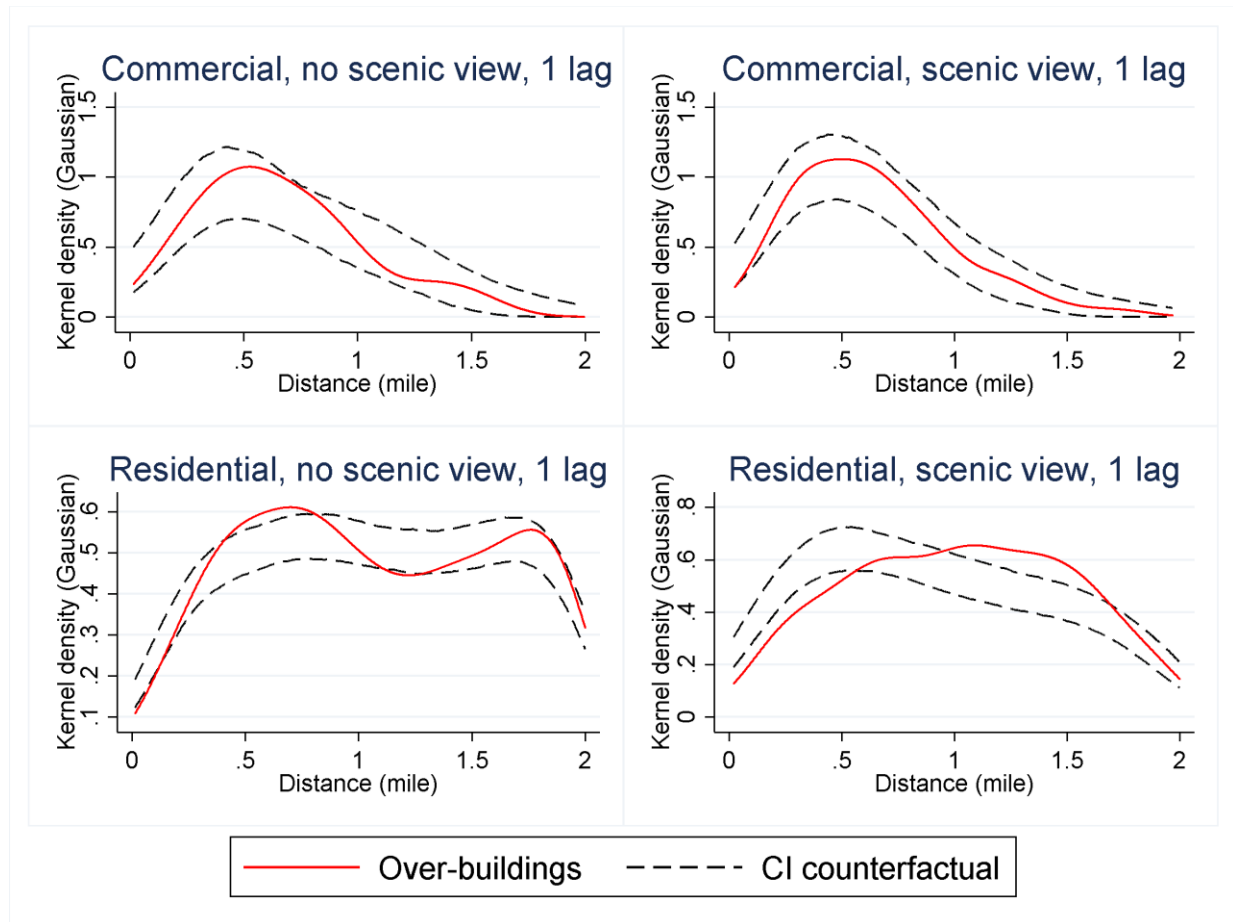 Commercial, no scenic view, 1 lag
Kernel density (Gaussian)
1.5
1
.5
0
0 .5 1 1.5 2
Distance (mile)
Commercial, scenic view, 1 lag
Kernel density (Gaussian)
1.5
1
.5
0
0 .5 1 1.5 2
Distance (mile)
Residential, no scenic view, 1 lag
Kernel density (Gaussian)
.6
.5
.4
.3
.2
.1
0 .5 1 1.5 2
Distance (mile)
Residential, scenic view, 1 lag
Kernel density (Gaussian)
.8
.6
.4
.2
0
0 .5 1 1.5 2
Distance (mile)
Over-buildings
CI counterfactual